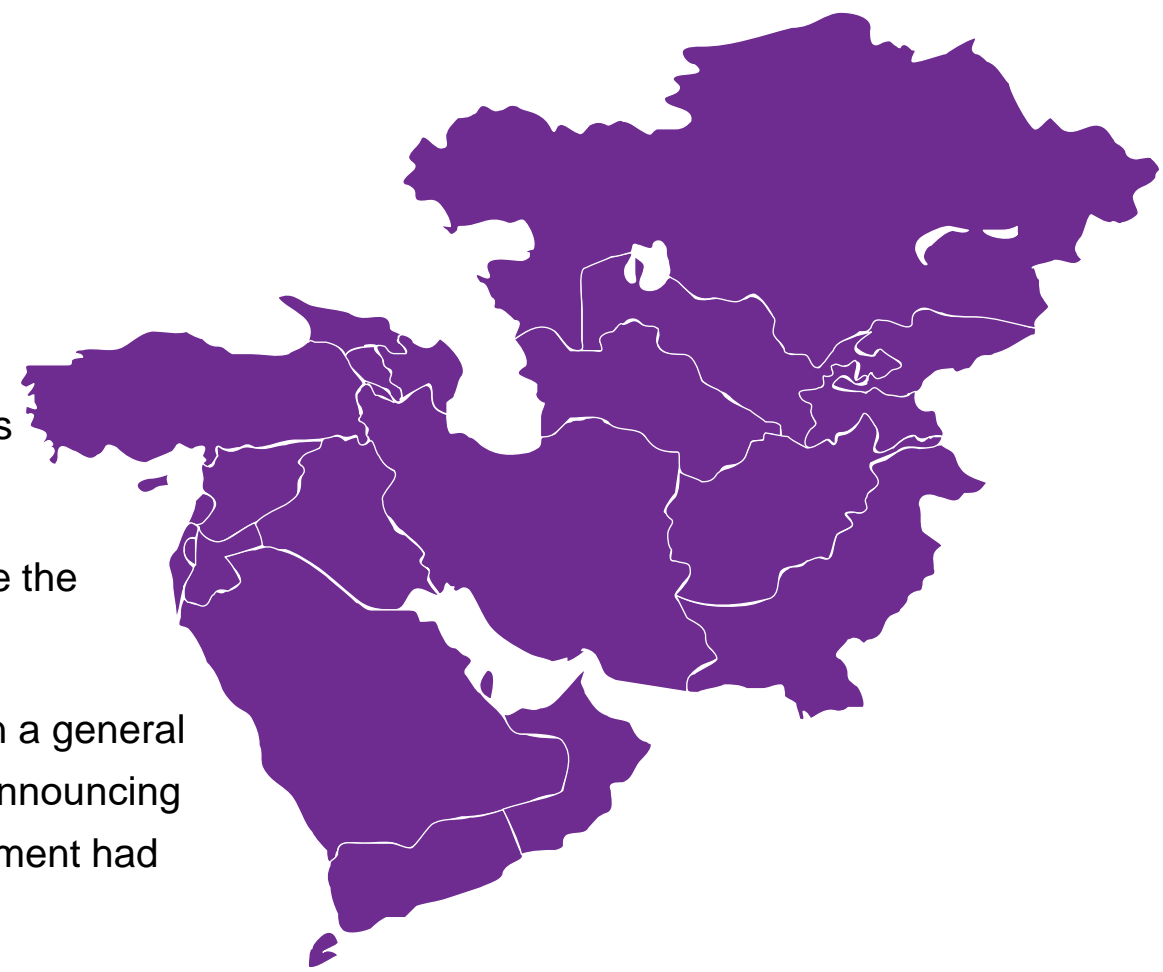 s
e the
n a general
nnouncing
ment had